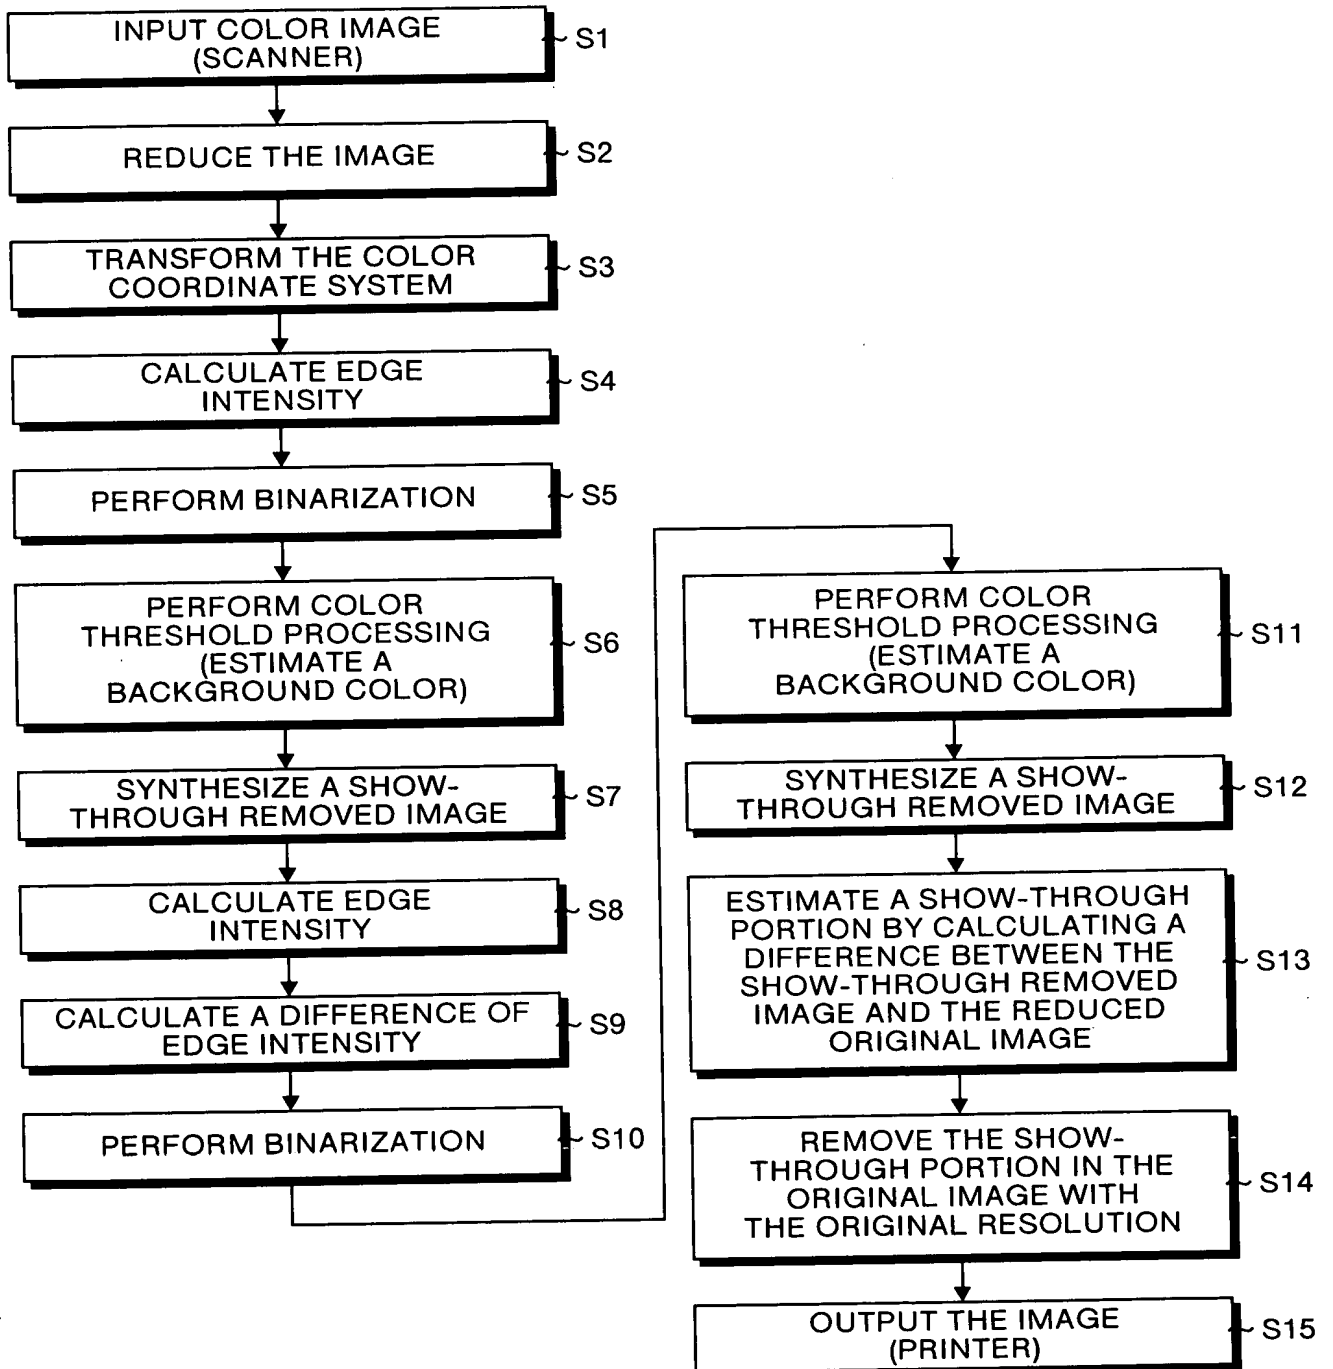 INPUT COLOR IMAGE
(SCANNER)
S1
REDUCE THE IMAGE
S2
TRANSFORM THE COLOR
COORDINATE SYSTEM
S3
CALCULATE EDGE
INTENSITY
S4
PERFORM BINARIZATION
S5
PERFORM COLOR
THRESHOLD PROCESSING
(ESTIMATE A
BACKGROUND COLOR)
S6
SYNTHESIZE A SHOW-
THROUGH REMOVED IMAGE
S7
CALCULATE EDGE
INTENSITY
S8
CALCULATE A DIFFERENCE OF
EDGE INTENSITY
S9
PERFORM BINARIZATION
S10
PERFORM COLOR
THRESHOLD PROCESSING
(ESTIMATE A
BACKGROUND COLOR)
S11
SYNTHESIZE A SHOW-
THROUGH REMOVED IMAGE
S12
ESTIMATE A SHOW-THROUGH
PORTION BY CALCULATING A
DIFFERENCE BETWEEN THE
SHOW-THROUGH REMOVED
IMAGE AND THE REDUCED
ORIGINAL IMAGE
S13
REMOVE THE SHOW-
THROUGH PORTION IN THE
ORIGINAL IMAGE WITH
THE ORIGINAL RESOLUTION
S14
OUTPUT THE IMAGE
(PRINTER)
S15